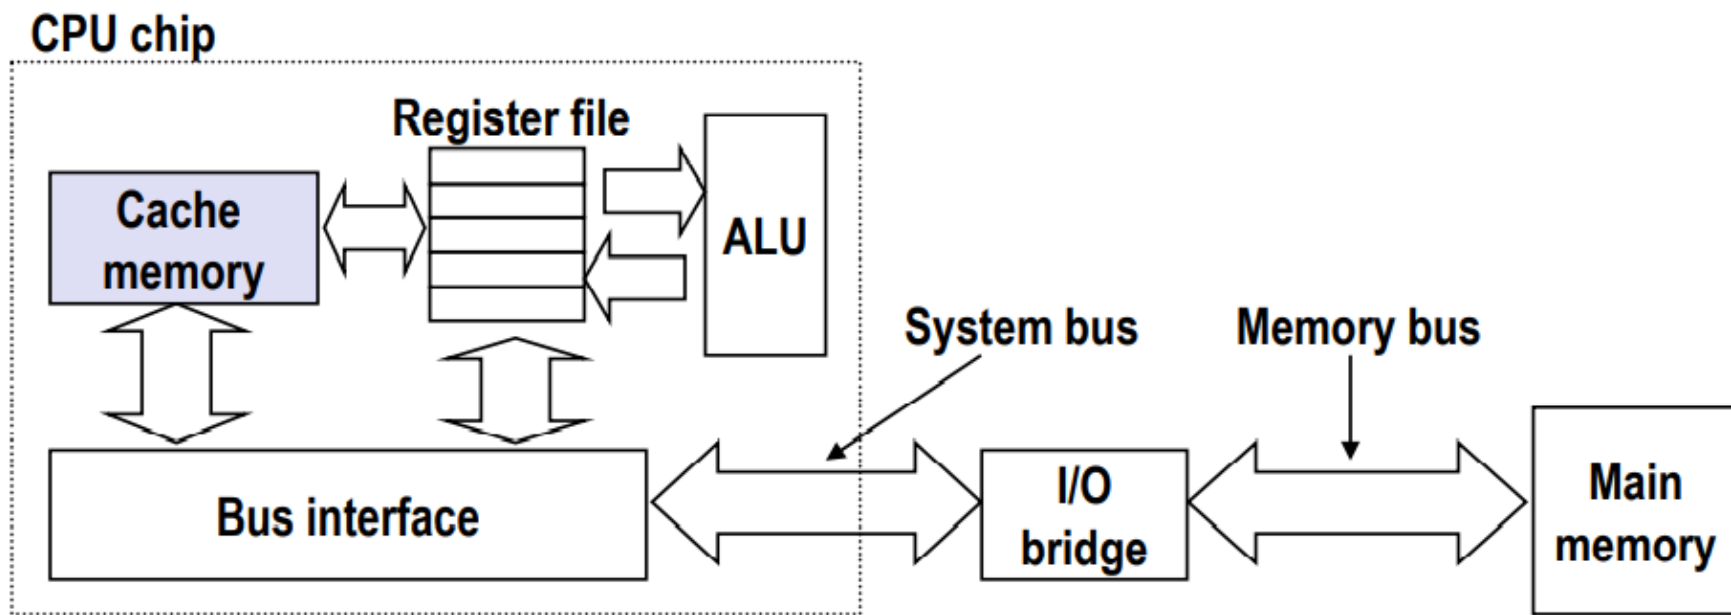 CPU chip
Register file
Cache
memory
ALU
System bus
Memory bus
Bus interface
I/O
bridge
Main
memory